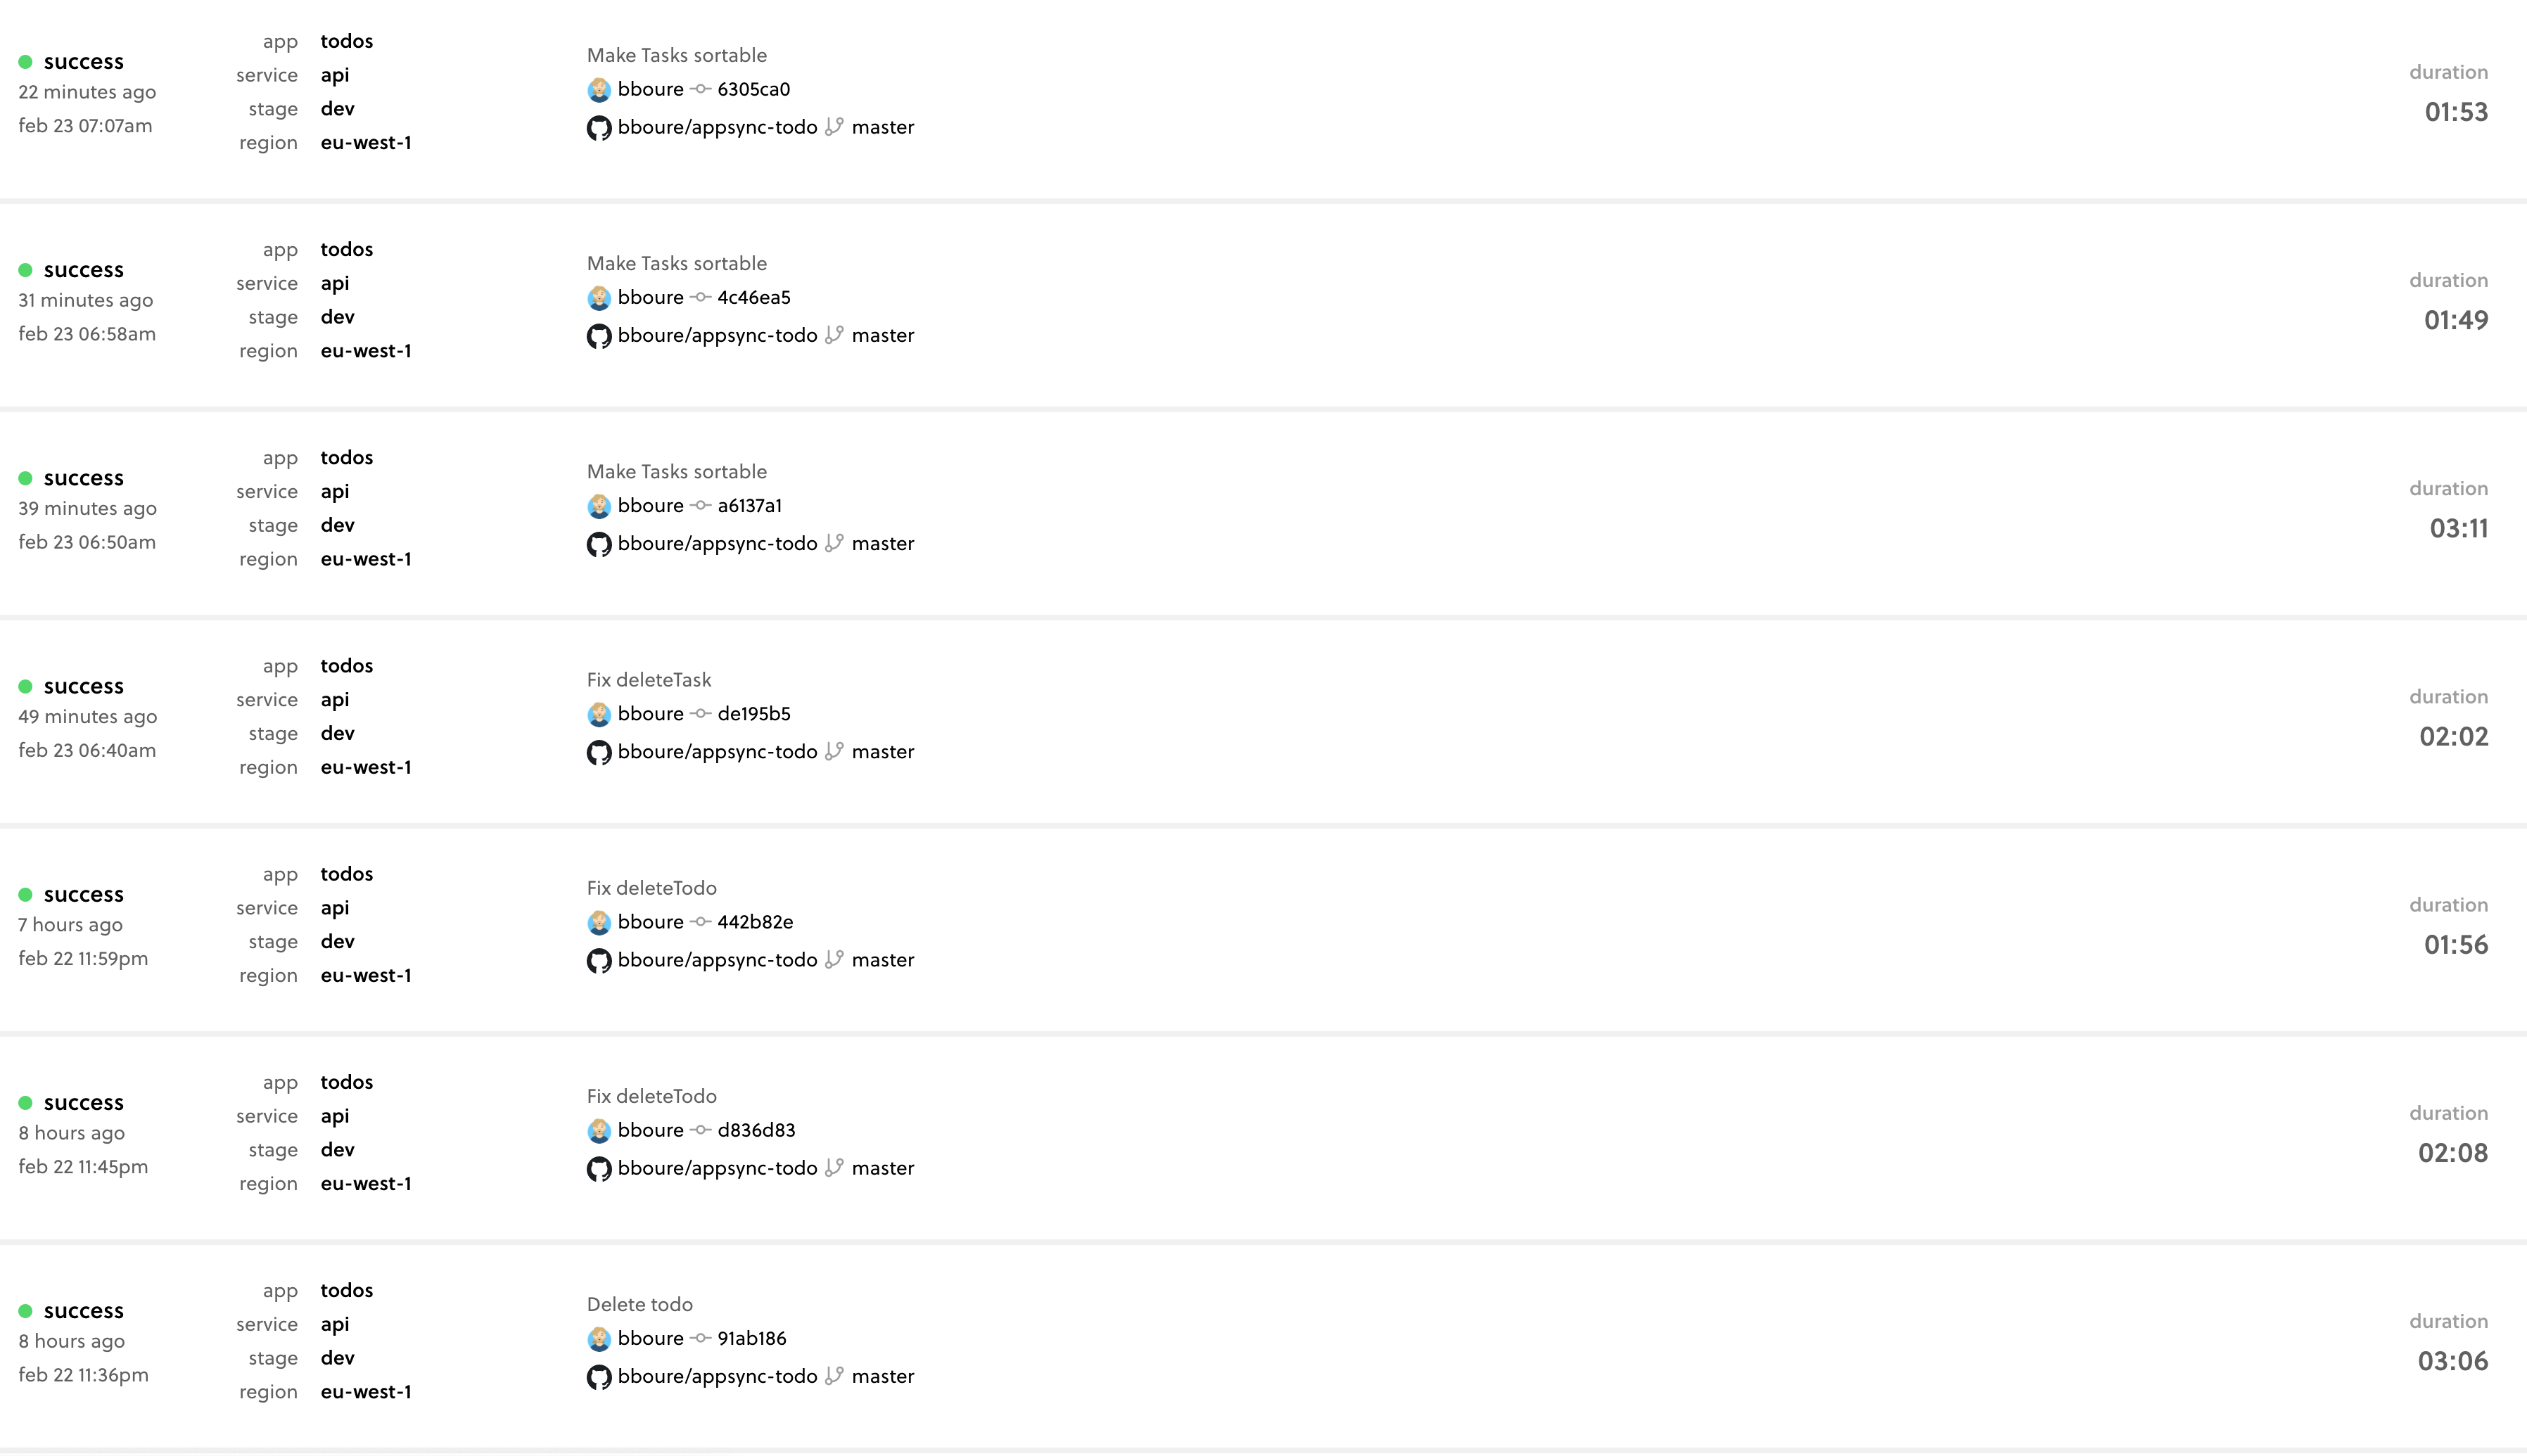 success
22 minutes ago
feb 23 07:07am
app todos
service api
stage dev
region eu-west-1
Make Tasks sortable
bboure 6305ca0
bboure/appsync-todo master
duration
01:53
success
31 minutes ago
feb 23 06:58am
app todos
service api
stage dev
region eu-west-1
Make Tasks sortable
bboure 4c46ea5
bboure/appsync-todo master
duration
01:49
success
39 minutes ago
feb 23 06:50am
app todos
service api
stage dev
region eu-west-1
Make Tasks sortable
bboure a6137a1
bboure/appsync-todo master
duration
03:11
success
49 minutes ago
feb 23 06:40am
app todos
service api
stage dev
region eu-west-1
Fix deleteTask
bboure de195b5
bboure/appsync-todo master
duration
02:02
success
7 hours ago
feb 22 11:59pm
app todos
service api
stage dev
region eu-west-1
Fix deleteTodo
bboure 442b82e
bboure/appsync-todo master
duration
01:56
success
8 hours ago
feb 22 11:45pm
app todos
service api
stage dev
region eu-west-1
Fix deleteTodo
bboure d836d83
bboure/appsync-todo master
duration
02:08
success
8 hours ago
feb 22 11:36pm
app todos
service api
stage dev
region eu-west-1
Delete todo
bboure 91ab186
bboure/appsync-todo master
duration
03:06